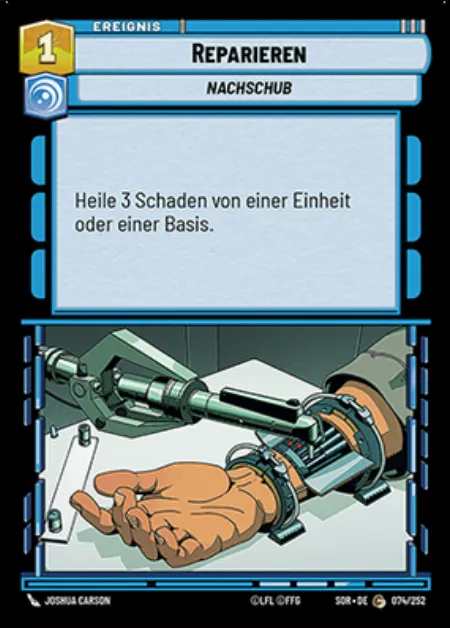 EREIGNIS
1
REPARIEREN
NACHSCHUB
Heile 3 Schaden von einer Einheit
oder einer Basis.
JOSHUA CARSON
©LFL ©FFG
SOR • DE
C
074/252